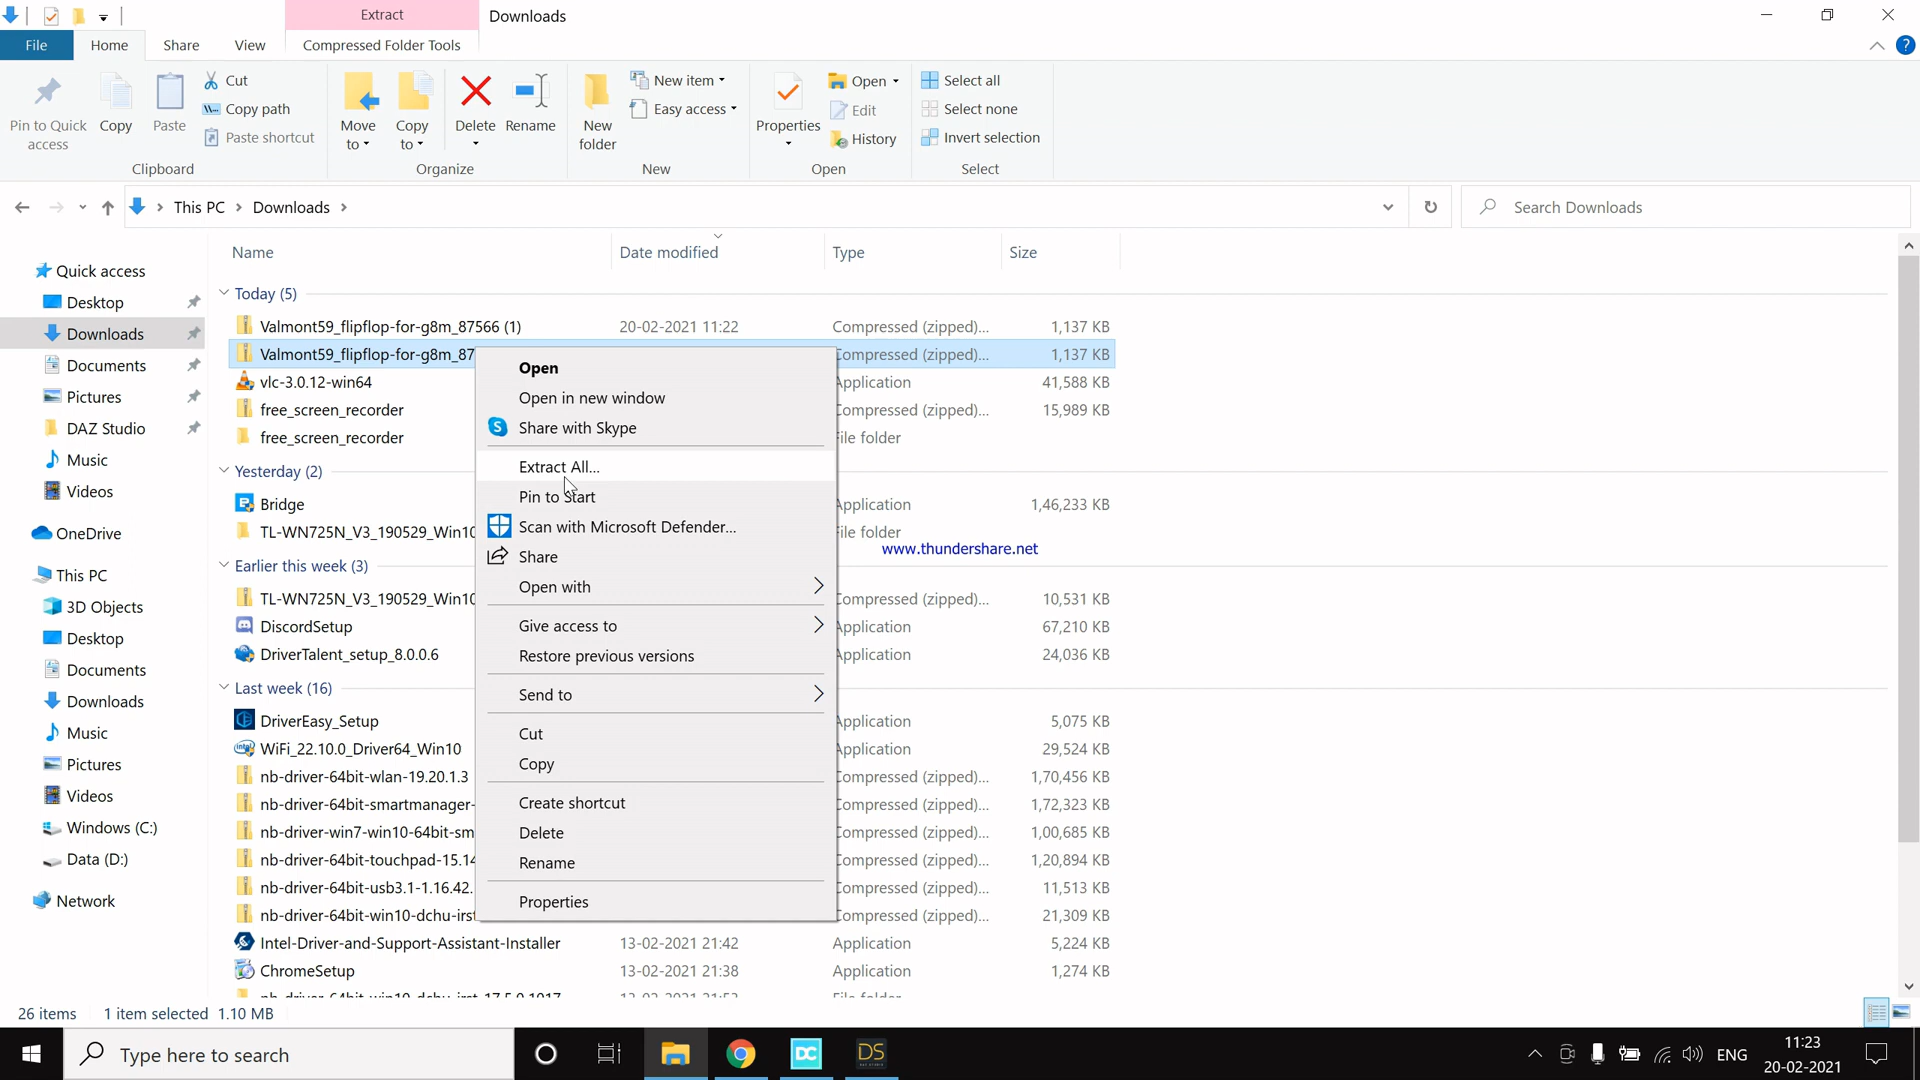 Extract
Downloads
File
Home
Share
View
Compressed Folder Tools
?
Pin to Quick access
Copy
Paste
Cut
Copy path
Paste shortcut
Clipboard
Move to
Copy to
Delete
Rename
Organize
New folder
New item
Easy access
New
Properties
Open
Edit
History
Open
Select all
Select none
Invert selection
Select
This PC
Downloads
Search Downloads
Name
Date modified
Type
Size
Quick access
Desktop
Downloads
Documents
Pictures
DAZ Studio
Music
Videos
OneDrive
This PC
3D Objects
Desktop
Documents
Downloads
Music
Pictures
Videos
Windows (C:)
Data (D:)
Network
Today (5)
Valmont59_flipflop-for-g8m_87566 (1) 20-02-2021 11:22 Compressed (zipped)... 1,137 KB
Valmont59_flipflop-for-g8m_87 Compressed (zipped)... 1,137 KB
vlc-3.0.12-win64 Application 41,588 KB
free_screen_recorder Compressed (zipped)... 15,989 KB
free_screen_recorder File folder
Yesterday (2)
Bridge Application 1,46,233 KB
TL-WN725N_V3_190529_Win10 File folder
www.thundershare.net
Earlier this week (3)
TL-WN725N_V3_190529_Win10 Compressed (zipped)... 10,531 KB
DiscordSetup Application 67,210 KB
DriverTalent_setup_8.0.0.6 Application 24,036 KB
Last week (16)
DriverEasy_Setup Application 5,075 KB
WiFi_22.10.0_Driver64_Win10 Application 29,524 KB
nb-driver-64bit-wlan-19.20.1.3 Compressed (zipped)... 1,70,456 KB
nb-driver-64bit-smartmanager- Compressed (zipped)... 1,72,323 KB
nb-driver-win7-win10-64bit-sm Compressed (zipped)... 1,00,685 KB
nb-driver-64bit-touchpad-15.14 Compressed (zipped)... 1,20,894 KB
nb-driver-64bit-usb3.1-1.16.42. Compressed (zipped)... 11,513 KB
nb-driver-64bit-win10-dchu-irst Compressed (zipped)... 21,309 KB
Intel-Driver-and-Support-Assistant-Installer 13-02-2021 21:42 Application 5,224 KB
ChromeSetup 13-02-2021 21:38 Application 1,274 KB
Open
Open in new window
Share with Skype
Extract All...
Pin to Start
Scan with Microsoft Defender...
Share
Open with
Give access to
Restore previous versions
Send to
Cut
Copy
Create shortcut
Delete
Rename
Properties
26 items 1 item selected 1.10 MB
Type here to search
DC
DS
ENG
11:23
20-02-2021